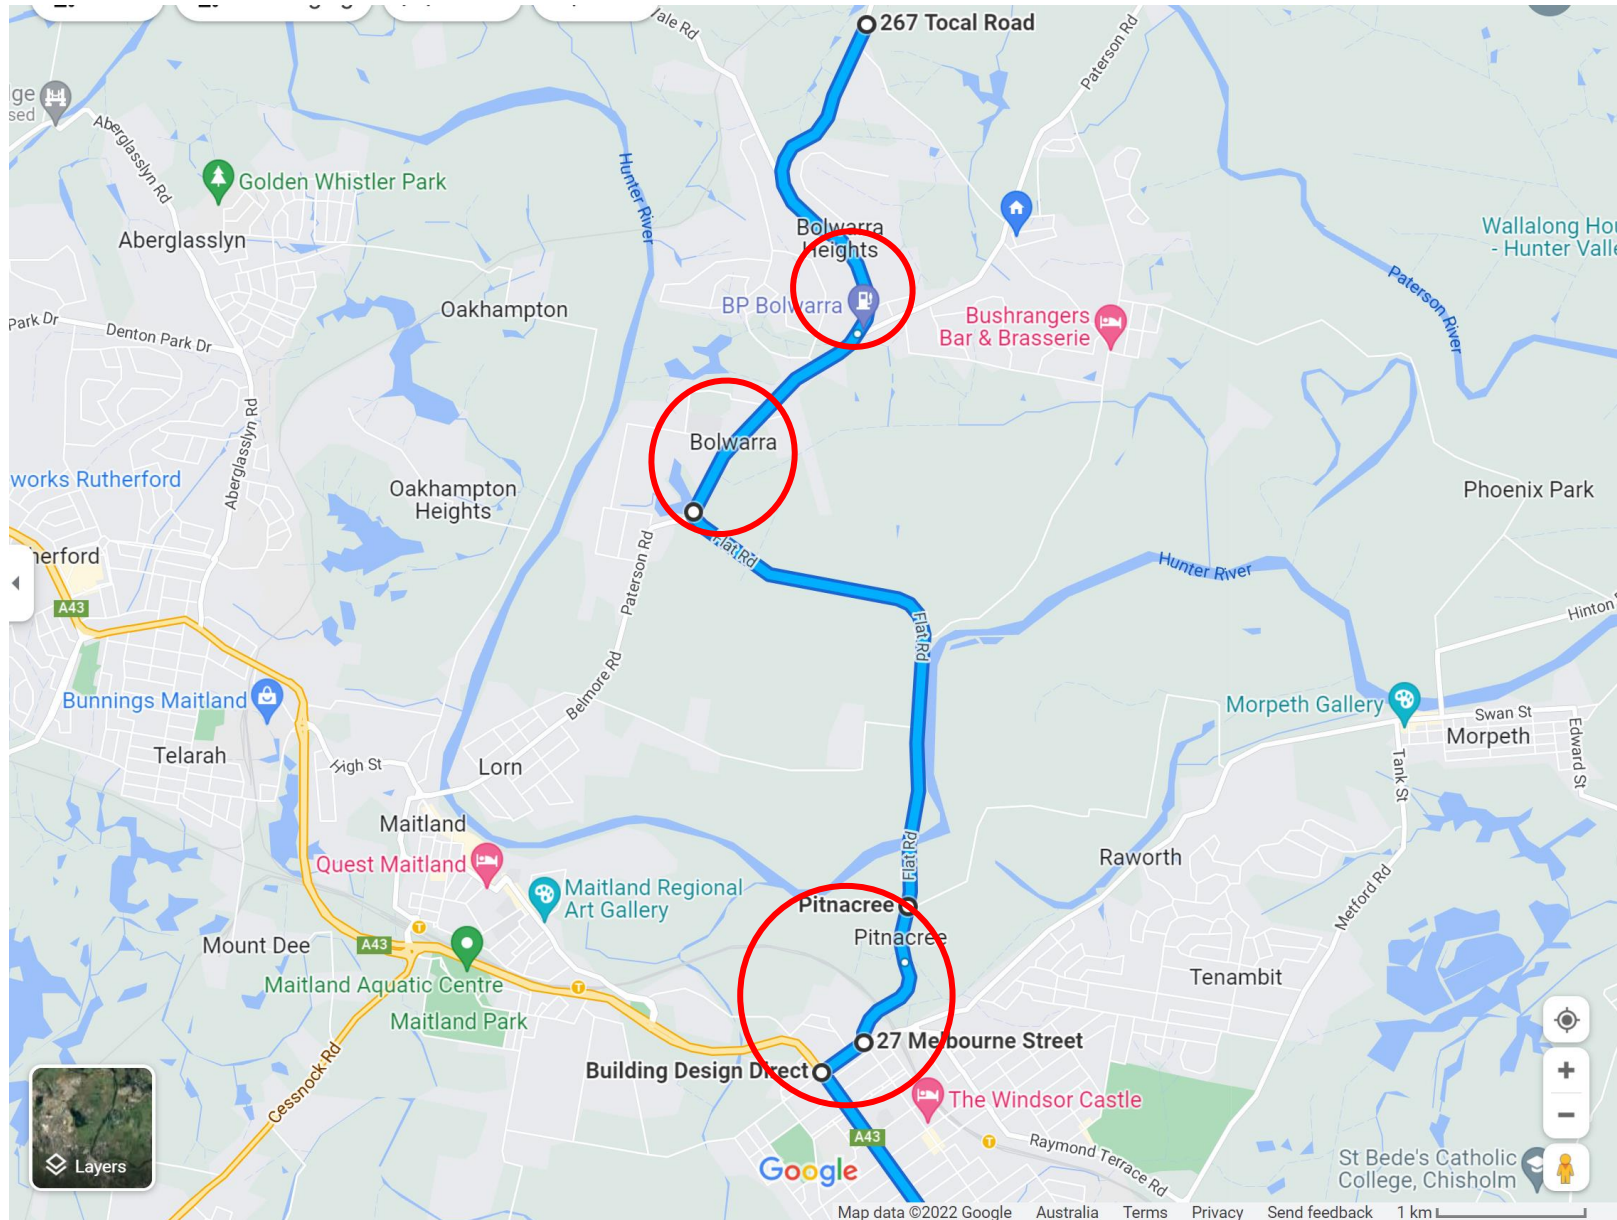 267 Tocal Road
Paterson Rd
Vale Rd
ge
sed
Aberglasslyn Rd
Golden Whistler Park
Hunter River
Aberglasslyn
Bolwarra
Heights
Wallalong Hou
- Hunter Valle
Paterson River
Oakhampton
BP Bolwarra
Bushrangers
Bar & Brasserie
Park Dr
Denton Park Dr
Aberglasslyn Rd
Bolwarra
works Rutherford
Oakhampton
Heights
Phoenix Park
Flat Rd
Paterson Rd
herford
Hunter River
A43
Hinton
Flat Rd
Belmore Rd
Bunnings Maitland
Morpeth Gallery
Swan St
Morpeth
Edward St
Tank St
Telarah
High St
Lorn
Maitland
Flat Rd
Raworth
Quest Maitland
Maitland Regional
Art Gallery
Metford Rd
Pitnacree
Pitnacree
Mount Dee
A43
T
T
Maitland Aquatic Centre
Tenambit
Maitland Park
27 Melbourne Street
Building Design Direct
Cessnock Rd
The Windsor Castle
A43
T
Raymond Terrace Rd
Layers
Google
St Bede's Catholic
College, Chisholm
Map data ©2022 Google Australia Terms Privacy Send feedback 1 km